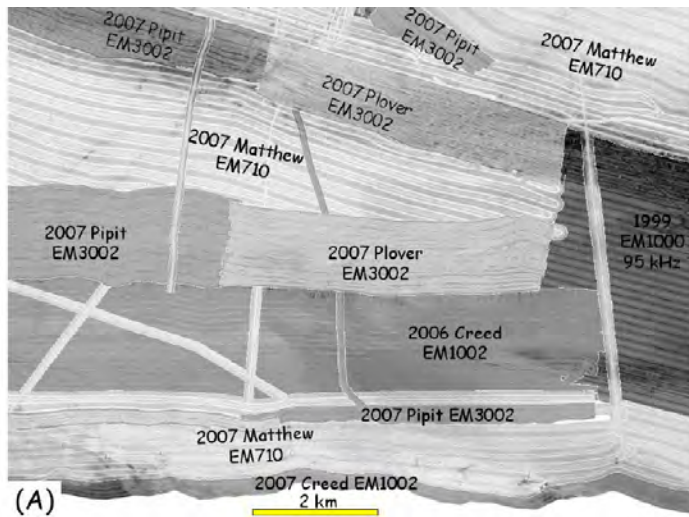 2007 Pipit
EM3002
2007 Pipit
EM3002
2007 Matthew
EM710
2007 Plover
EM3002
2007 Matthew
EM710
1999
EM1000
95 kHz
2007 Pipit
EM3002
2007 Plover
EM3002
2006 Creed
EM1002
2007 Pipit EM3002
2007 Matthew
EM710
2007 Creed EM1002
(A)
2 km